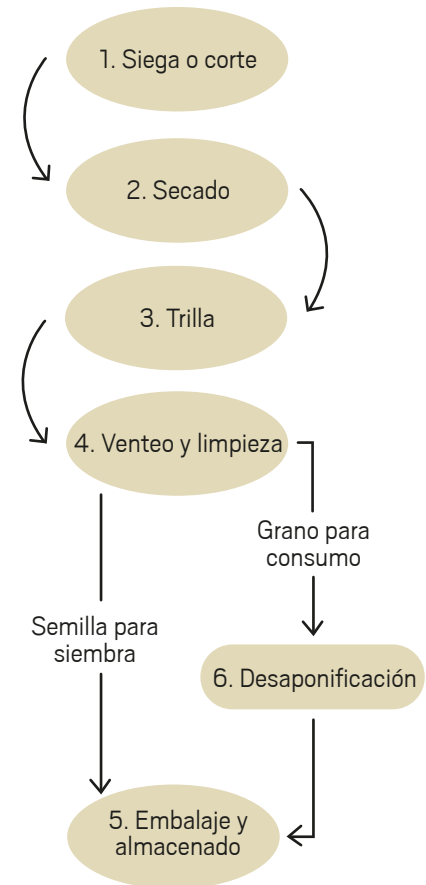 1. Siega o corte
2. Secado
3. Trilla
4. Venteo y limpieza
Grano para
consumo
Semilla para
siembra
6. Desaponificación
5. Embalaje y
almacenado